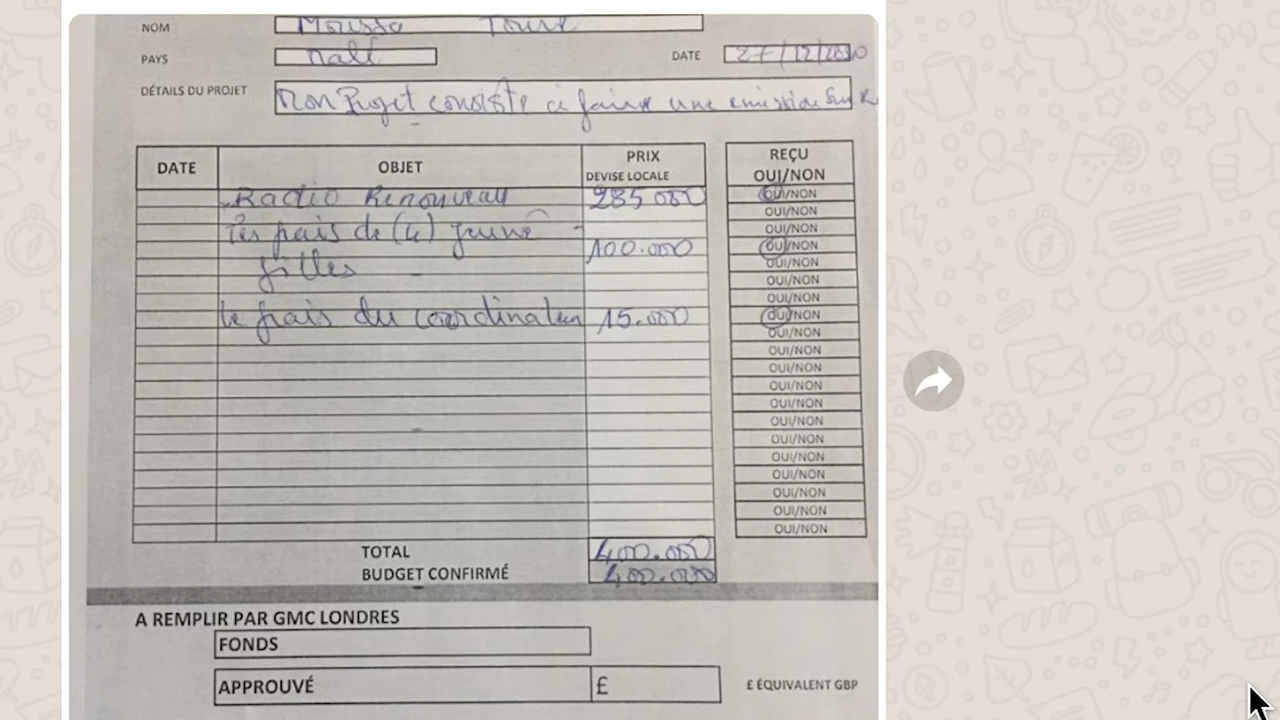 NOM Moussa Touré
PAYS Mali DATE 27/12/2020
DÉTAILS DU PROJET Mon Projet consiste à faire une emission sur
DATE OBJET PRIX DEVISE LOCALE REÇU OUI/NON
Radio Renouveau 285 000 OUI/NON
OUI/NON
les frais de (4) jeune OUI/NON
100.000 OUI/NON
filles OUI/NON
OUI/NON
OUI/NON
le frais du coordinateur 15.000 OUI/NON
OUI/NON
OUI/NON
OUI/NON
OUI/NON
OUI/NON
OUI/NON
OUI/NON
OUI/NON
OUI/NON
OUI/NON
OUI/NON
OUI/NON
TOTAL 400.000
BUDGET CONFIRMÉ 400.000
A REMPLIR PAR GMC LONDRES
FONDS
APPROUVÉ £ £ ÉQUIVALENT GBP